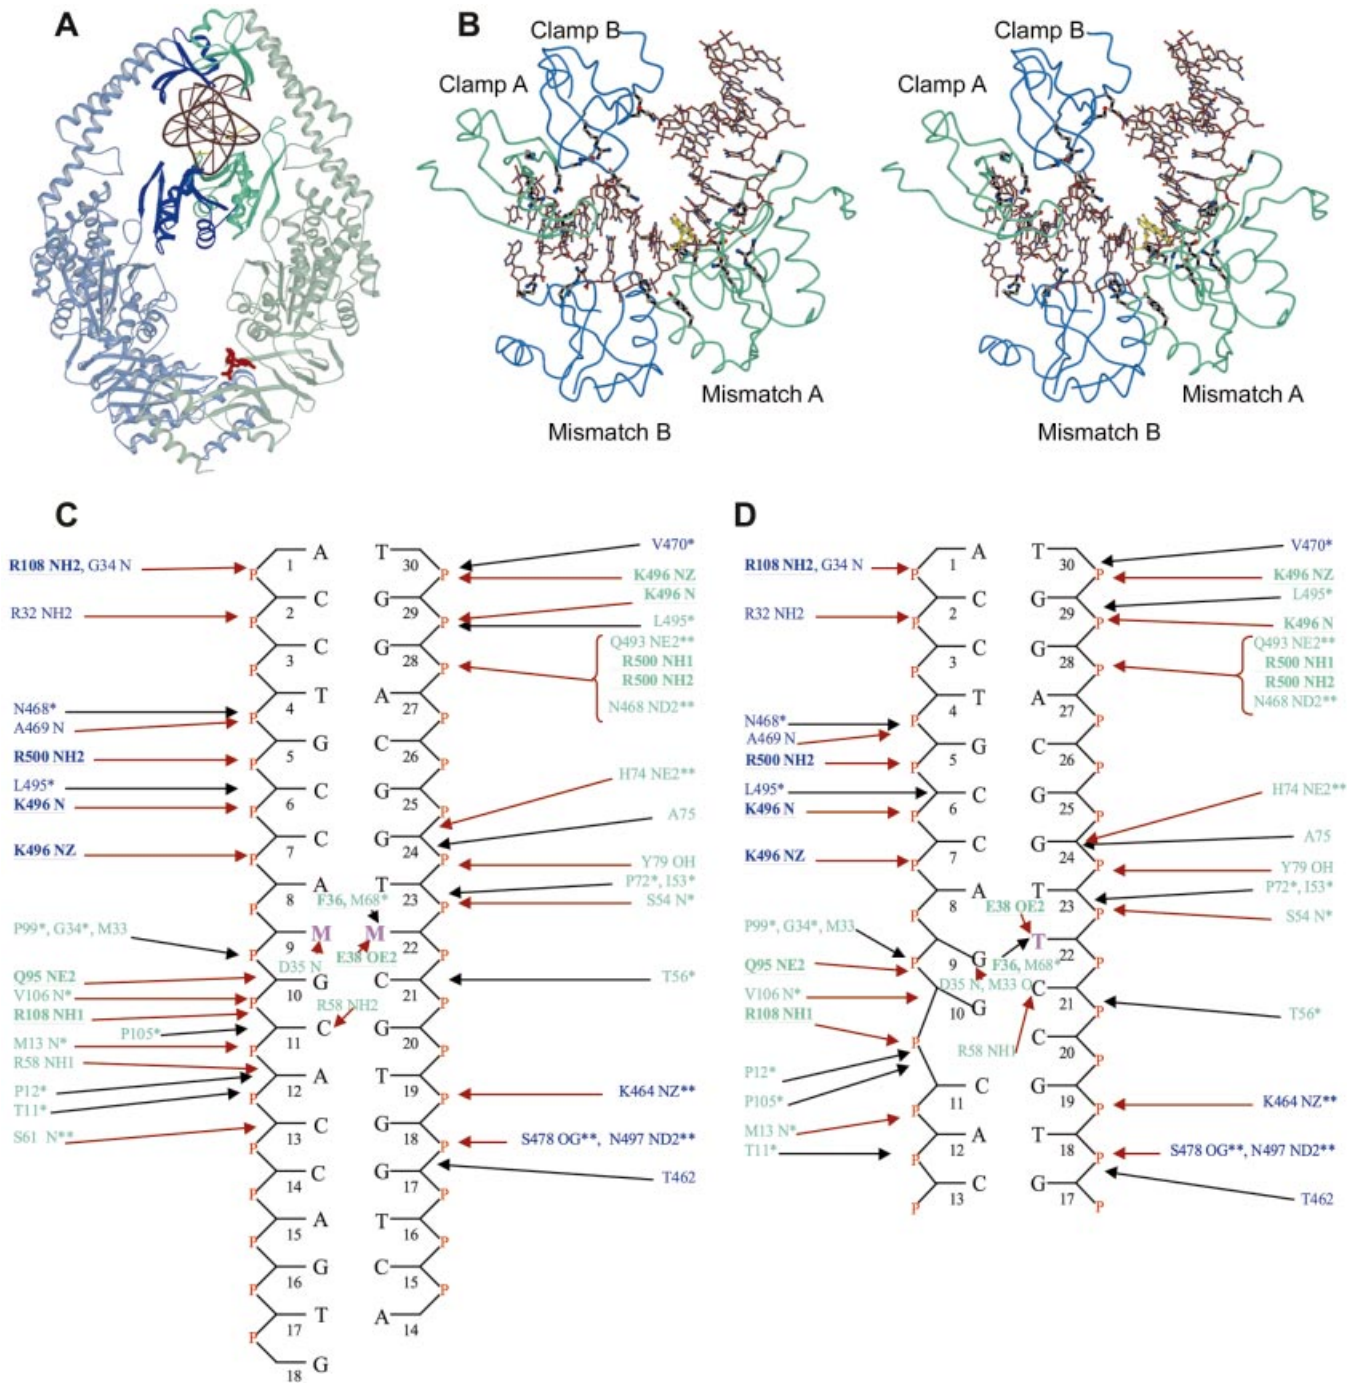 A
B
Clamp B
Clamp A
Mismatch A
Mismatch B
Clamp B
Clamp A
Mismatch A
Mismatch B
C
R108 NH2, G34 N
R32 NH2
N468*
A469 N
R500 NH2
L495*
K496 N
K496 NZ
P99*, G34*, M33
Q95 NE2
V106 N*
R108 NH1
P105*
M13 N*
R58 NH1
P12*
T11*
S61 N**
P A 1
P C 2
P C 3
P T 4
P G 5
P C 6
P C 7
P A 8
P M 9
P G 10
P C 11
P A 12
P C 13
P C 14
P A 15
P G 16
P T 17
G 18
F36, M68*
D35 N
E38 OE2
R58 NH2
T 30 P
G 29 P
G 28 P
A 27 P
C 26 P
G 25 P
G 24 P
T 23 P
M 22 P
C 21 P
G 20 P
T 19 P
G 18 P
G 17 P
T 16 P
C 15 P
A 14
V470*
K496 NZ
K496 N
L495*
Q493 NE2**
R500 NH1
R500 NH2
N468 ND2**
H74 NE2**
A75
Y79 OH
P72*, I53*
S54 N*
T56*
K464 NZ**
S478 OG**, N497 ND2**
T462
D
R108 NH2, G34 N
R32 NH2
N468*
A469 N
R500 NH2
L495*
K496 N
K496 NZ
P99*, G34*, M33
Q95 NE2
V106 N*
R108 NH1
P12*
P105*
M13 N*
T11*
P A 1
P C 2
P C 3
P T 4
P G 5
P C 6
P C 7
P A 8
P G 9
G 10
P C 11
P A 12
P C 13
P
E38 OE2
F36, M68*
D35 N, M33 O
R58 NH1
T 30 P
G 29 P
G 28 P
A 27 P
C 26 P
G 25 P
G 24 P
T 23 P
T 22 P
C 21 P
C 20 P
G 19 P
T 18 P
G 17 P
V470*
K496 NZ
L495*
K496 N
Q493 NE2**
R500 NH1
R500 NH2
N468 ND2**
H74 NE2**
A75
Y79 OH
P72*, I53*
S54 N*
T56*
K464 NZ**
S478 OG**, N497 ND2**
T462